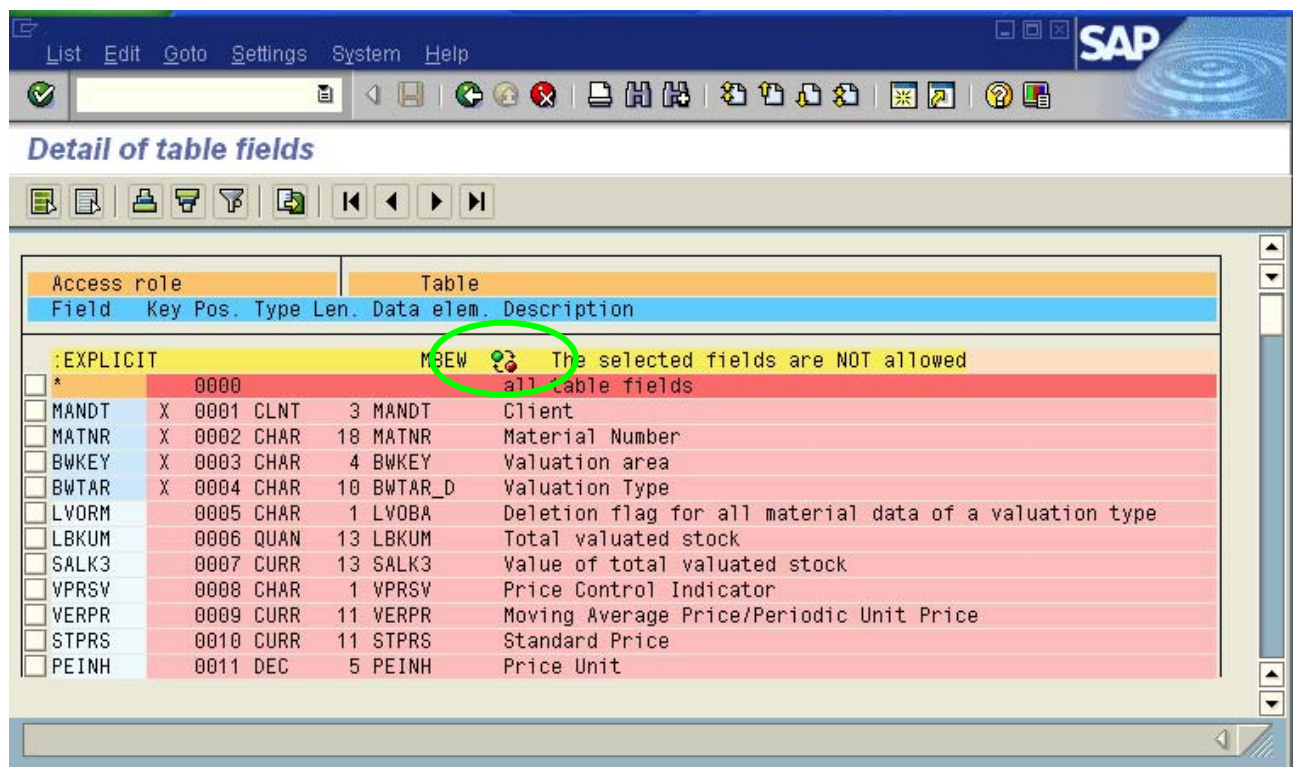 List Edit Goto Settings System Help
SAP
Detail of table fields
Access role Table
Field Key Pos. Type Len. Data elem. Description
:EXPLICIT MBEW The selected fields are NOT allowed
* 0000 all table fields
MANDT X 0001 CLNT 3 MANDT Client
MATNR X 0002 CHAR 18 MATNR Material Number
BWKEY X 0003 CHAR 4 BWKEY Valuation area
BWTAR X 0004 CHAR 10 BWTAR_D Valuation Type
LVORM 0005 CHAR 1 LVOBA Deletion flag for all material data of a valuation type
LBKUM 0006 QUAN 13 LBKUM Total valuated stock
SALK3 0007 CURR 13 SALK3 Value of total valuated stock
VPRSV 0008 CHAR 1 VPRSV Price Control Indicator
VERPR 0009 CURR 11 VERPR Moving Average Price/Periodic Unit Price
STPRS 0010 CURR 11 STPRS Standard Price
PEINH 0011 DEC 5 PEINH Price Unit